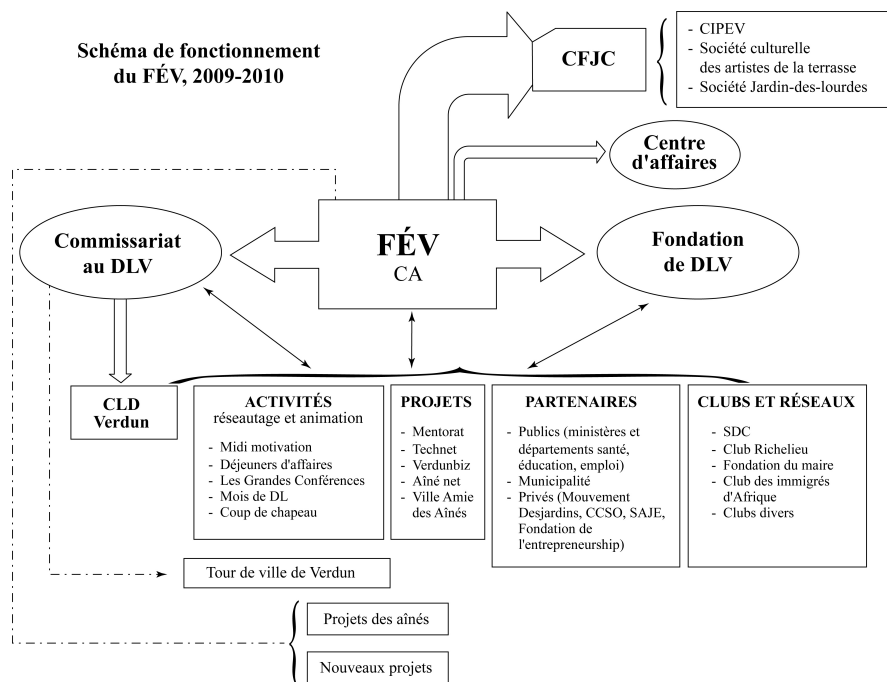 Schéma de fonctionnement
du FÉV, 2009-2010
CFJC
- CIPEV
- Société culturelle
des artistes de la terrasse
- Société Jardin-des-lourdes
Centre
d'affaires
Commissariat
au DLV
FÉV
CA
Fondation
de DLV
CLD
Verdun
ACTIVITÉS
réseautage et animation
- Midi motivation
- Déjeuners d'affaires
- Les Grandes Conférences
- Mois de DL
- Coup de chapeau
PROJETS
- Mentorat
- Technet
- Verdunbiz
- Aîné net
- Ville Amie
des Aînés
PARTENAIRES
- Publics (ministères et
départements santé,
éducation, emploi)
- Municipalité
- Privés (Mouvement
Desjardins, CCSO, SAJE,
Fondation de
l'entrepreneurship)
CLUBS ET RÉSEAUX
- SDC
- Club Richelieu
- Fondation du maire
- Club des immigrés
d'Afrique
- Clubs divers
Tour de ville de Verdun
Projets des aînés
Nouveaux projets